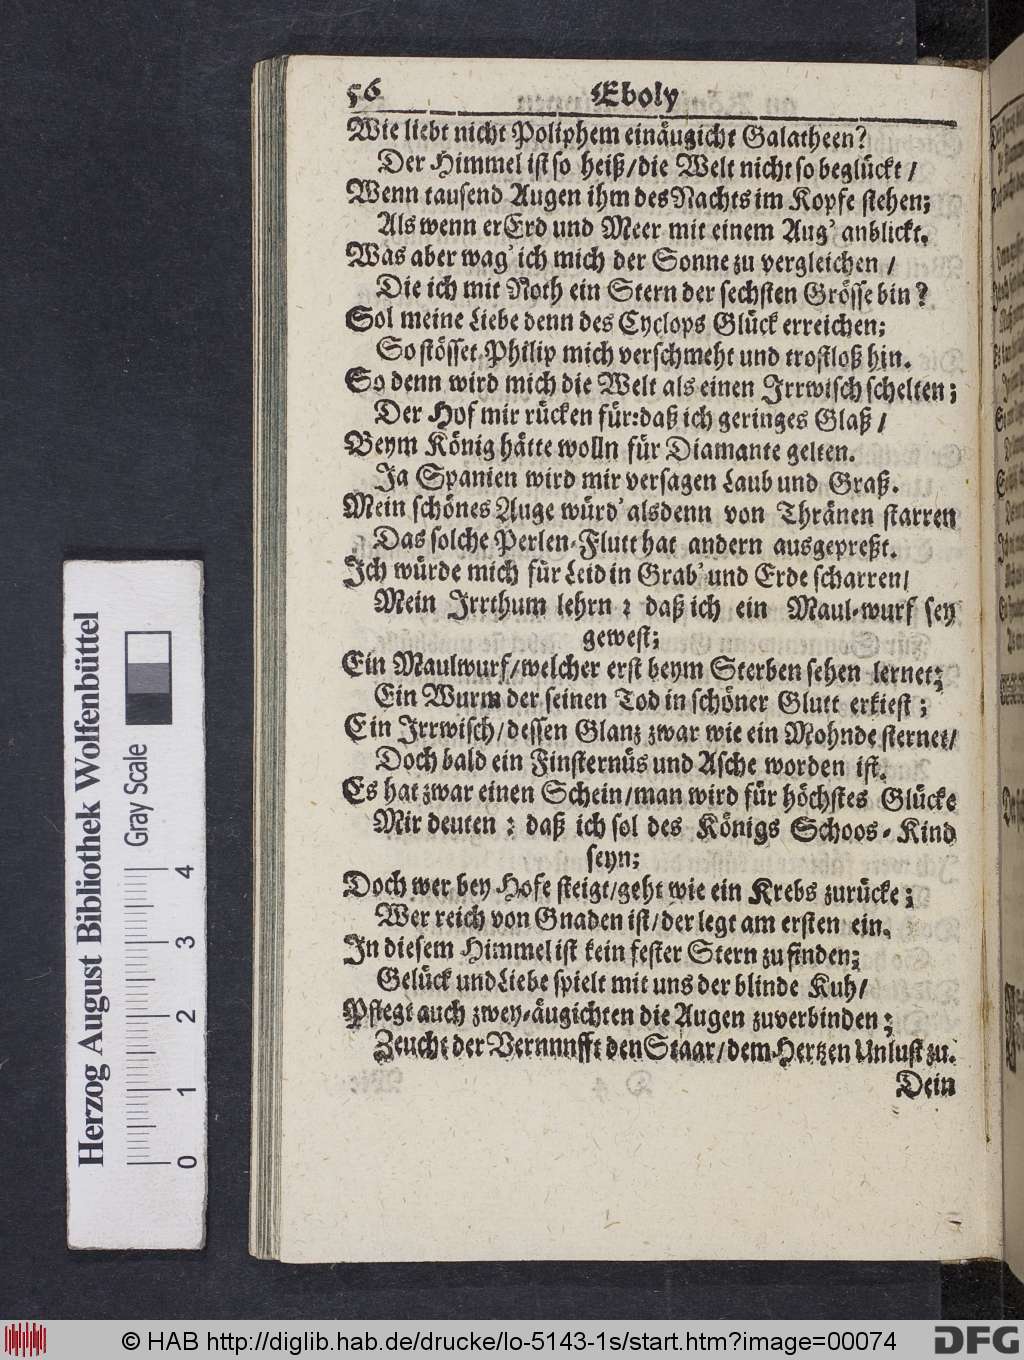 56 Æboly
Wie liebt nicht Poliphem einäugicht Galatheen?
Der Himmel ist so heiß/die Welt nicht so beglückt/
Wenn tausend Augen ihm des Nachts im Kopfe stehen;
Als wenn er Erd und Meer mit einem Aug' anblickt.
Was aber wag' ich mich der Sonne zu vergleichen/
Die ich mit Noth ein Stern der sechsten Grösse bin?
Sol meine Liebe denn des Cyclops Glück erreichen;
So stösset Philip mich verschmeht und trostloß hin.
So denn wird mich die Welt als einen Irrwisch schelten;
Der Hof mir rücken für: daß ich geringes Glaß/
Beym König hätte wolln für Diamante gelten.
Ja Spanien wird mir versagen Laub und Graß.
Mein schönes Auge würd' alsdenn von Thränen starren
Das solche Perlen-Flutt hat andern ausgepreßt.
Ich würde mich für Leid in Grab' und Erde scharren/
Mein Irrthum lehrn: daß ich ein Maul-wurf sey
gewest;
Ein Maulwurf/welcher erst beym Sterben sehen lernet;
Ein Wurm der seinen Tod in schöner Glutt erkiest;
Ein Irrwisch/dessen Glanz zwar wie ein Mohnde sternet/
Doch bald ein Finsternüs und Asche worden ist.
Es hat zwar einen Schein/man wird für höchstes Glücke
Mir deuten: daß ich sol des Königs Schoos-Kind
seyn;
Doch wer bey Hofe steigt/geht wie ein Krebs zurücke;
Wer reich von Gnaden ist/der legt am ersten ein.
In diesem Himmel ist kein fester Stern zu finden;
Gelück und Liebe spielt mit uns der blinde Kuh/
Pflegt auch zwey-äugichten die Augen zuverbinden;
Zeucht der Vernnnfft den Staar/dem Hertzen Unlust zu.
Dein
Herzog August Bibliothek Wolfenbüttel
Gray Scale
0 1 2 3 4
© HAB http://diglib.hab.de/drucke/lo-5143-1s/start.htm?image=00074
DFG